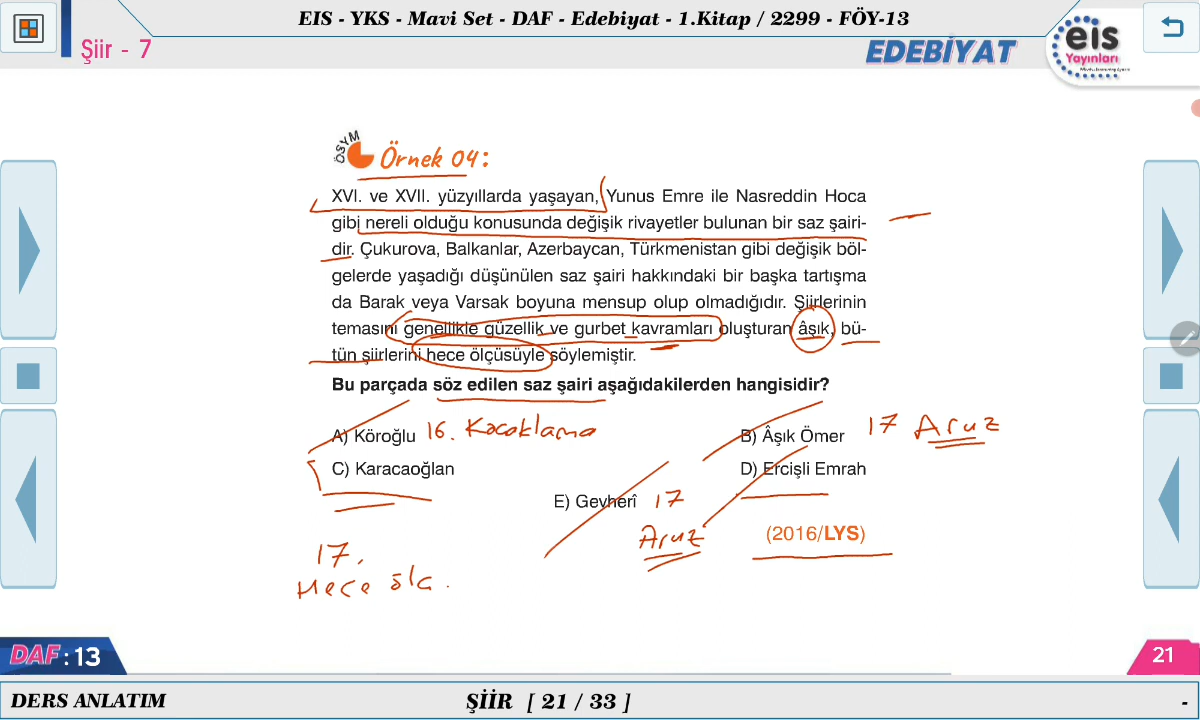 EIS - YKS - Mavi Set - DAF - Edebiyat - 1.Kitap / 2299 - FÖY-13
Şiir - 7
EDEBİYAT
eis
Yayınları
ÖSYM
Örnek 04:
XVI. ve XVII. yüzyıllarda yaşayan, Yunus Emre ile Nasreddin Hoca
gibi nereli olduğu konusunda değişik rivayetler bulunan bir saz şairi-
dir. Çukurova, Balkanlar, Azerbaycan, Türkmenistan gibi değişik böl-
gelerde yaşadığı düşünülen saz şairi hakkındaki bir başka tartışma
da Barak veya Varsak boyuna mensup olup olmadığıdır. Şiirlerinin
temasını genellikle güzellik ve gurbet kavramları oluşturan âşık, bü-
tün şiirlerini hece ölçüsüyle söylemiştir.
Bu parçada söz edilen saz şairi aşağıdakilerden hangisidir?
A) Köroğlu 16. Kocaklama
B) Âşık Ömer 17 Aruz
C) Karacaoğlan
D) Ercişli Emrah
E) Gevherî 17
Aruz
(2016/LYS)
17.
Hece ölç.
DAF : 13
21
DERS ANLATIM
ŞİİR [ 21 / 33 ]
-